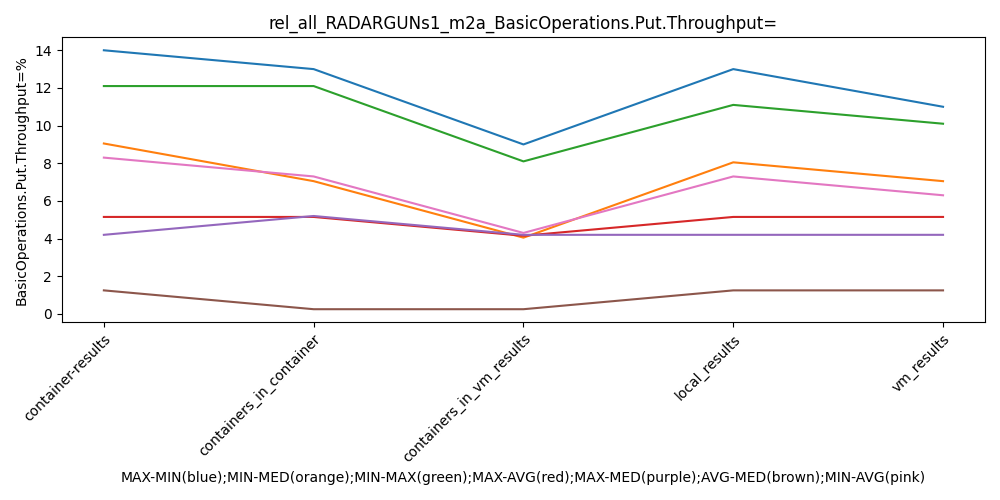 rel_all_RADARGUNs1_m2a_BasicOperations.Put.Throughput=
BasicOperations.Put.Throughput=%
14
12
10
8
6
4
2
0
container-results
containers_in_container
containers_in_vm_results
local_results
vm_results
MAX-MIN(blue);MIN-MED(orange);MIN-MAX(green);MAX-AVG(red);MAX-MED(purple);AVG-MED(brown);MIN-AVG(pink)